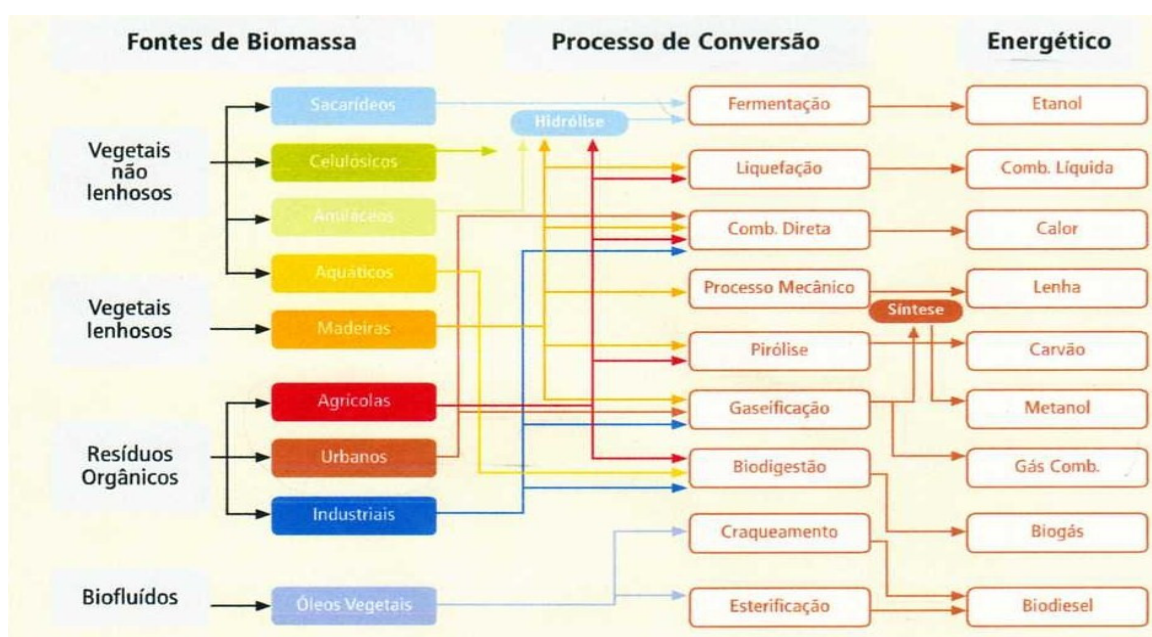 Fontes de Biomassa
Processo de Conversão
Energético
Vegetais
não
lenhosos
Vegetais
lenhosos
Resíduos
Orgânicos
Biofluídos
Sacarídeos
Celulósicos
Amiláceos
Aquáticos
Madeiras
Agrícolas
Urbanos
Industriais
Óleos Vegetais
Hidrólise
Fermentação
Liquefação
Comb. Direta
Processo Mecânico
Pirólise
Gaseificação
Biodigestão
Craqueamento
Esterificação
Síntese
Etanol
Comb. Líquida
Calor
Lenha
Carvão
Metanol
Gás Comb.
Biogás
Biodiesel